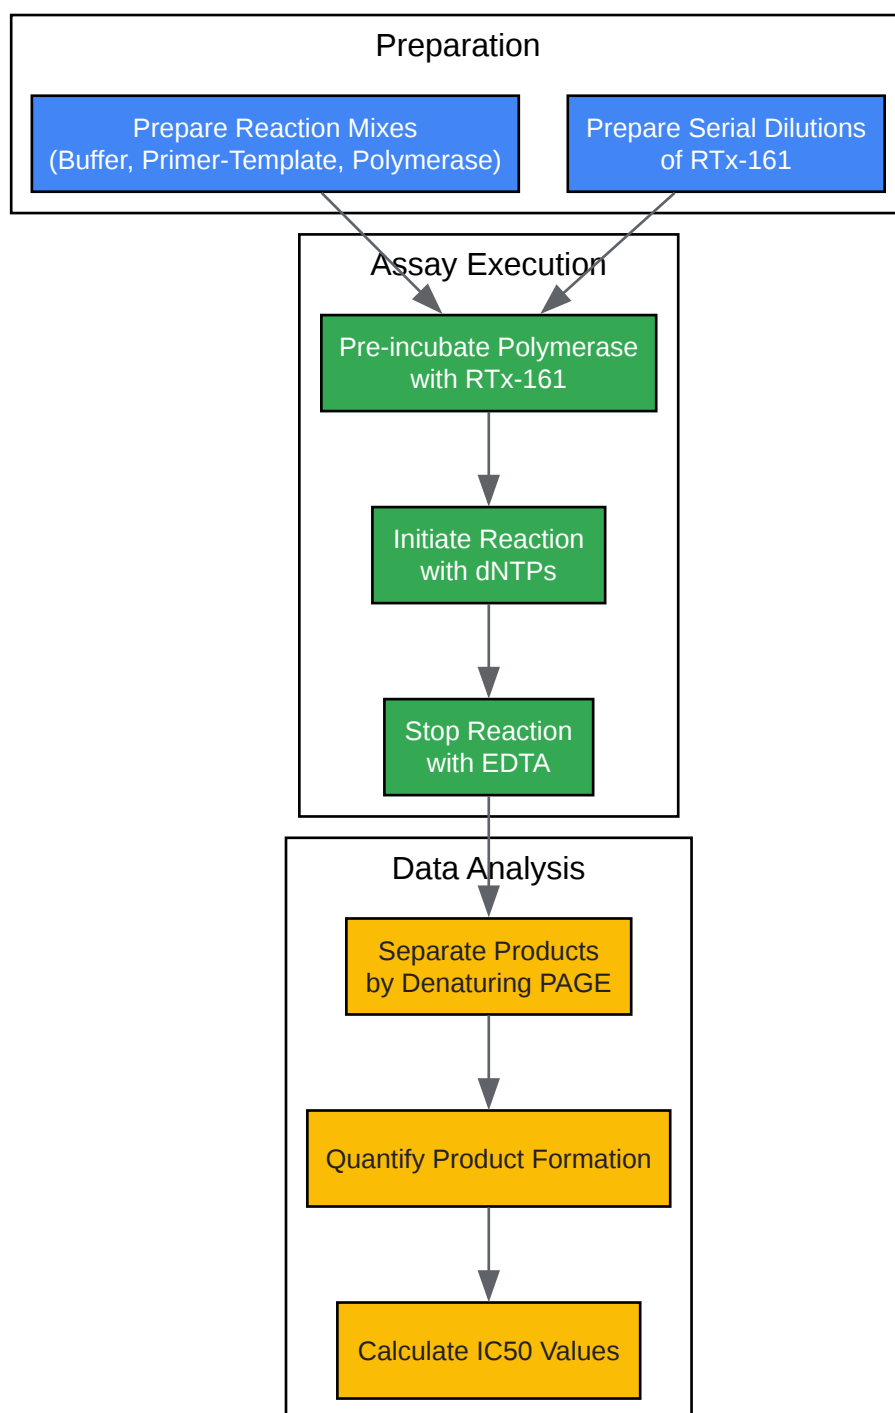 Preparation
Prepare Reaction Mixes
(Buffer, Primer-Template, Polymerase)
Prepare Serial Dilutions
of RTx-161
Assay Execution
Pre-incubate Polymerase
with RTx-161
Initiate Reaction
with dNTPs
Stop Reaction
with EDTA
Data Analysis
Separate Products
by Denaturing PAGE
Quantify Product Formation
Calculate IC50 Values